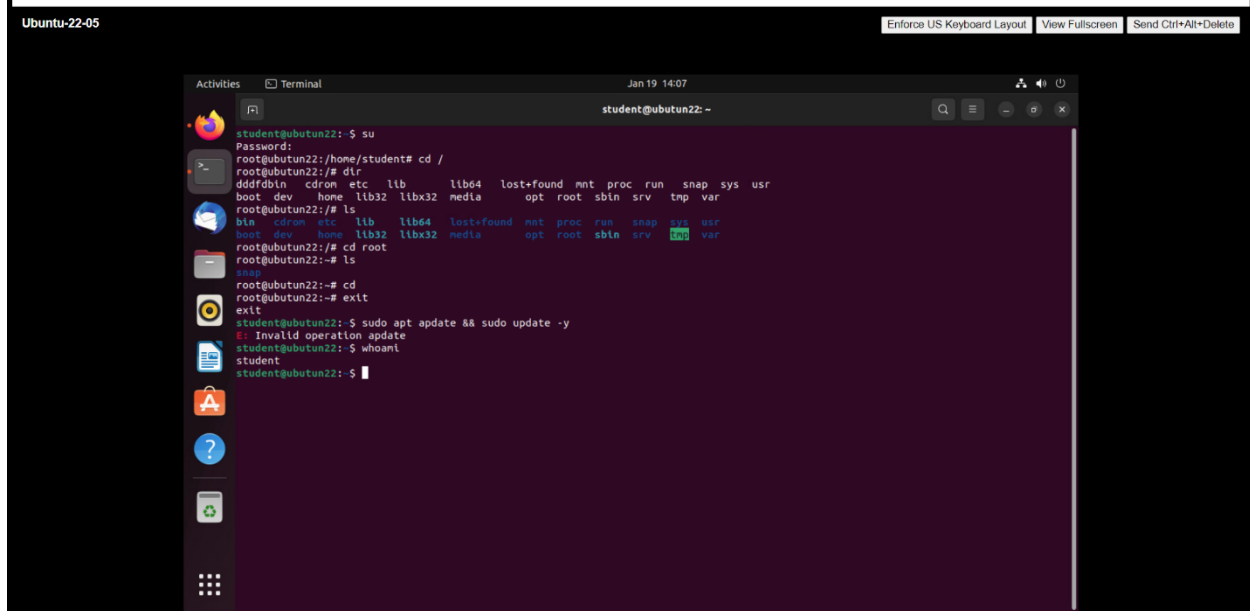 Ubuntu-22-05
Enforce US Keyboard Layout View Fullscreen Send Ctrl+Alt+Delete
Activities Terminal Jan 19 14:07
student@ubutun22: ~
student@ubutun22:~$ su
Password:
root@ubutun22:/home/student# cd /
root@ubutun22:/# dir
dddfdbin cdrom etc lib lib64 lost+found mnt proc run snap sys usr
boot dev home lib32 libx32 media opt root sbin srv tmp var
root@ubutun22:/# ls
bin cdrom etc lib lib64 lost+found mnt proc run snap sys usr
boot dev home lib32 libx32 media opt root sbin srv tmp var
root@ubutun22:/# cd root
root@ubutun22:~# ls
snap
root@ubutun22:~# cd
root@ubutun22:~# exit
exit
student@ubutun22:~$ sudo apt apdate && sudo update -y
E: Invalid operation apdate
student@ubutun22:~$ whoami
student
student@ubutun22:~$